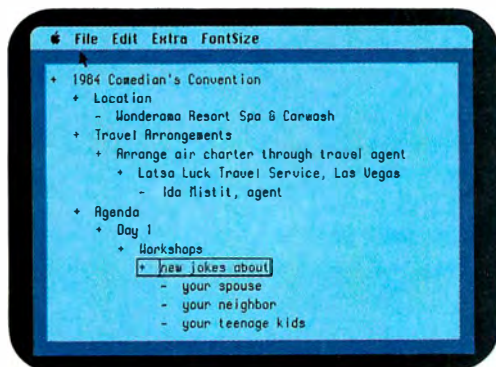 File Edit Extra FontSize
+ 1984 Comedian's Convention
+ Location
- Wonderama Resort Spa & Carwash
+ Travel Arrangements
+ Arrange air charter through travel agent
+ Latsa Luck Travel Service, Las Vegas
- Ida Mistit, agent
+ Agenda
+ Day 1
+ Workshops
+ new jokes about
- your spouse
- your neighbor
- your teenage kids